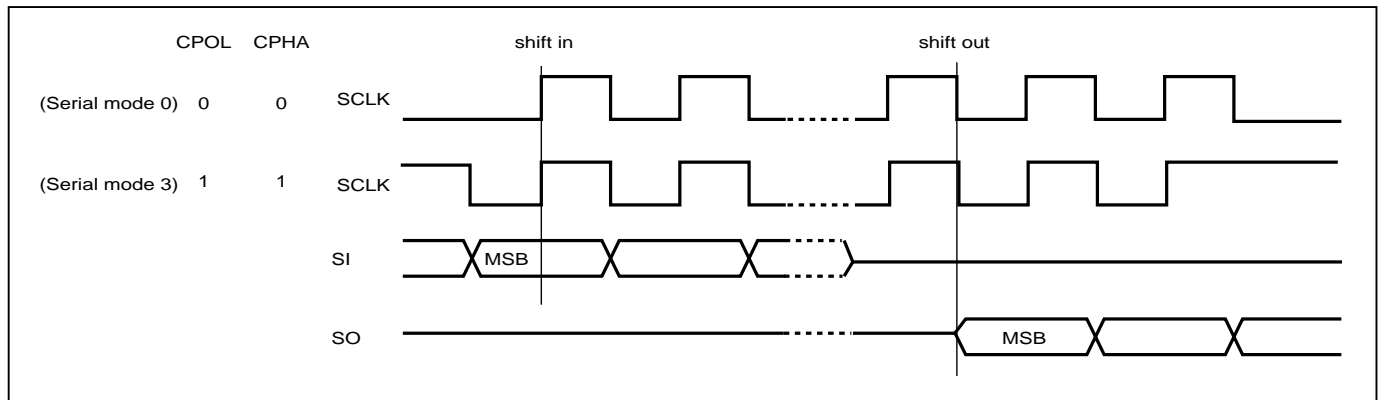 CPOL CPHA shift in shift out
(Serial mode 0) 0 0 SCLK
(Serial mode 3) 1 1 SCLK
SI MSB
SO MSB